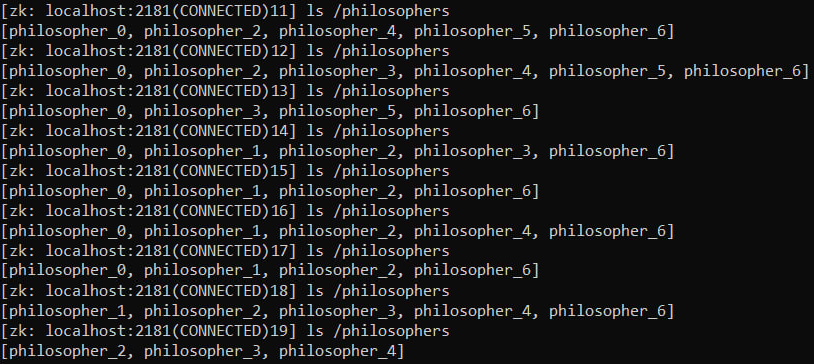 [zk: localhost:2181(CONNECTED)11] ls /philosophers
[philosopher_0, philosopher_2, philosopher_4, philosopher_5, philosopher_6]
[zk: localhost:2181(CONNECTED)12] ls /philosophers
[philosopher_0, philosopher_2, philosopher_3, philosopher_4, philosopher_5, philosopher_6]
[zk: localhost:2181(CONNECTED)13] ls /philosophers
[philosopher_0, philosopher_3, philosopher_5, philosopher_6]
[zk: localhost:2181(CONNECTED)14] ls /philosophers
[philosopher_0, philosopher_1, philosopher_2, philosopher_3, philosopher_6]
[zk: localhost:2181(CONNECTED)15] ls /philosophers
[philosopher_0, philosopher_1, philosopher_2, philosopher_6]
[zk: localhost:2181(CONNECTED)16] ls /philosophers
[philosopher_0, philosopher_1, philosopher_2, philosopher_4, philosopher_6]
[zk: localhost:2181(CONNECTED)17] ls /philosophers
[philosopher_0, philosopher_1, philosopher_2, philosopher_6]
[zk: localhost:2181(CONNECTED)18] ls /philosophers
[philosopher_1, philosopher_2, philosopher_3, philosopher_4, philosopher_6]
[zk: localhost:2181(CONNECTED)19] ls /philosophers
[philosopher_2, philosopher_3, philosopher_4]